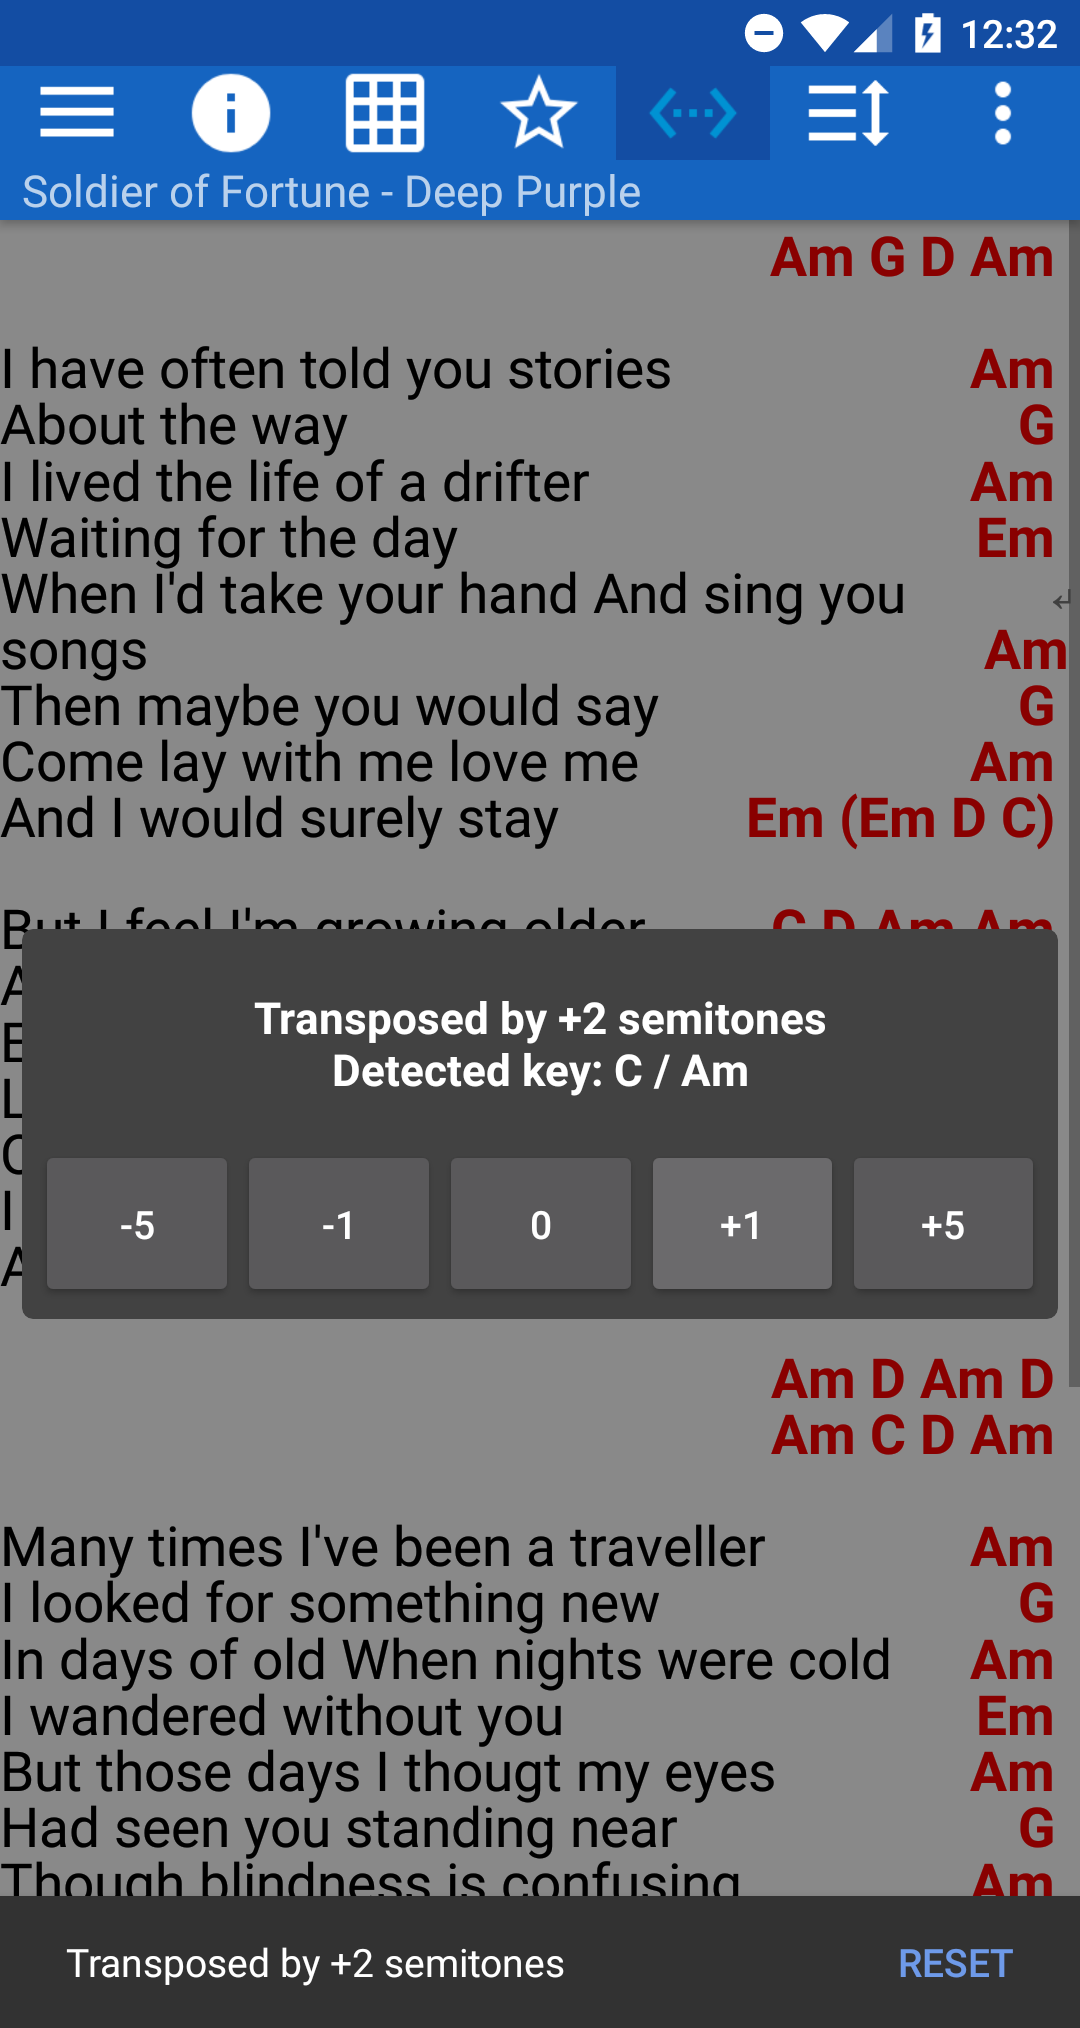 12:32
Soldier of Fortune - Deep Purple
Am G D Am
I have often told you stories Am
About the way G
I lived the life of a drifter Am
Waiting for the day Em
When I'd take your hand And sing you
songs Am
Then maybe you would say G
Come lay with me love me Am
And I would surely stay Em (Em D C)
But I feel I'm growing older C D Am Am
Transposed by +2 semitones
Detected key: C / Am
-5 -1 0 +1 +5
I
Am D Am D
Am C D Am
Many times I've been a traveller Am
I looked for something new G
In days of old When nights were cold Am
I wandered without you Em
But those days I thougt my eyes Am
Had seen you standing near G
Though blindness is confusing Am
Transposed by +2 semitones RESET